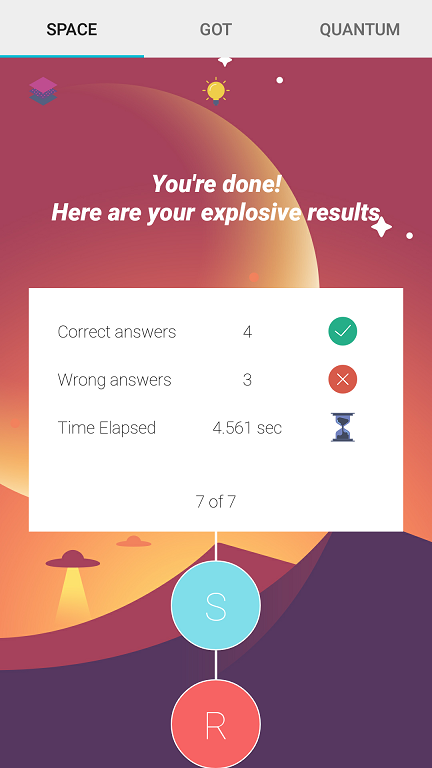 SPACE GOT QUANTUM
You're done!
Here are your explosive results
Correct answers 4
Wrong answers 3
Time Elapsed 4.561 sec
7 of 7
S
R